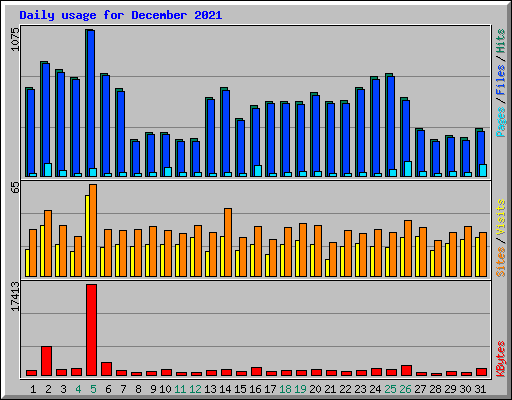 Daily usage for December 2021
1075
Pages / Files / Hits
65
Sites / Visits
17413
KBytes
1 2 3 4 5 6 7 8 9 10 11 12 13 14 15 16 17 18 19 20 21 22 23 24 25 26 27 28 29 30 31